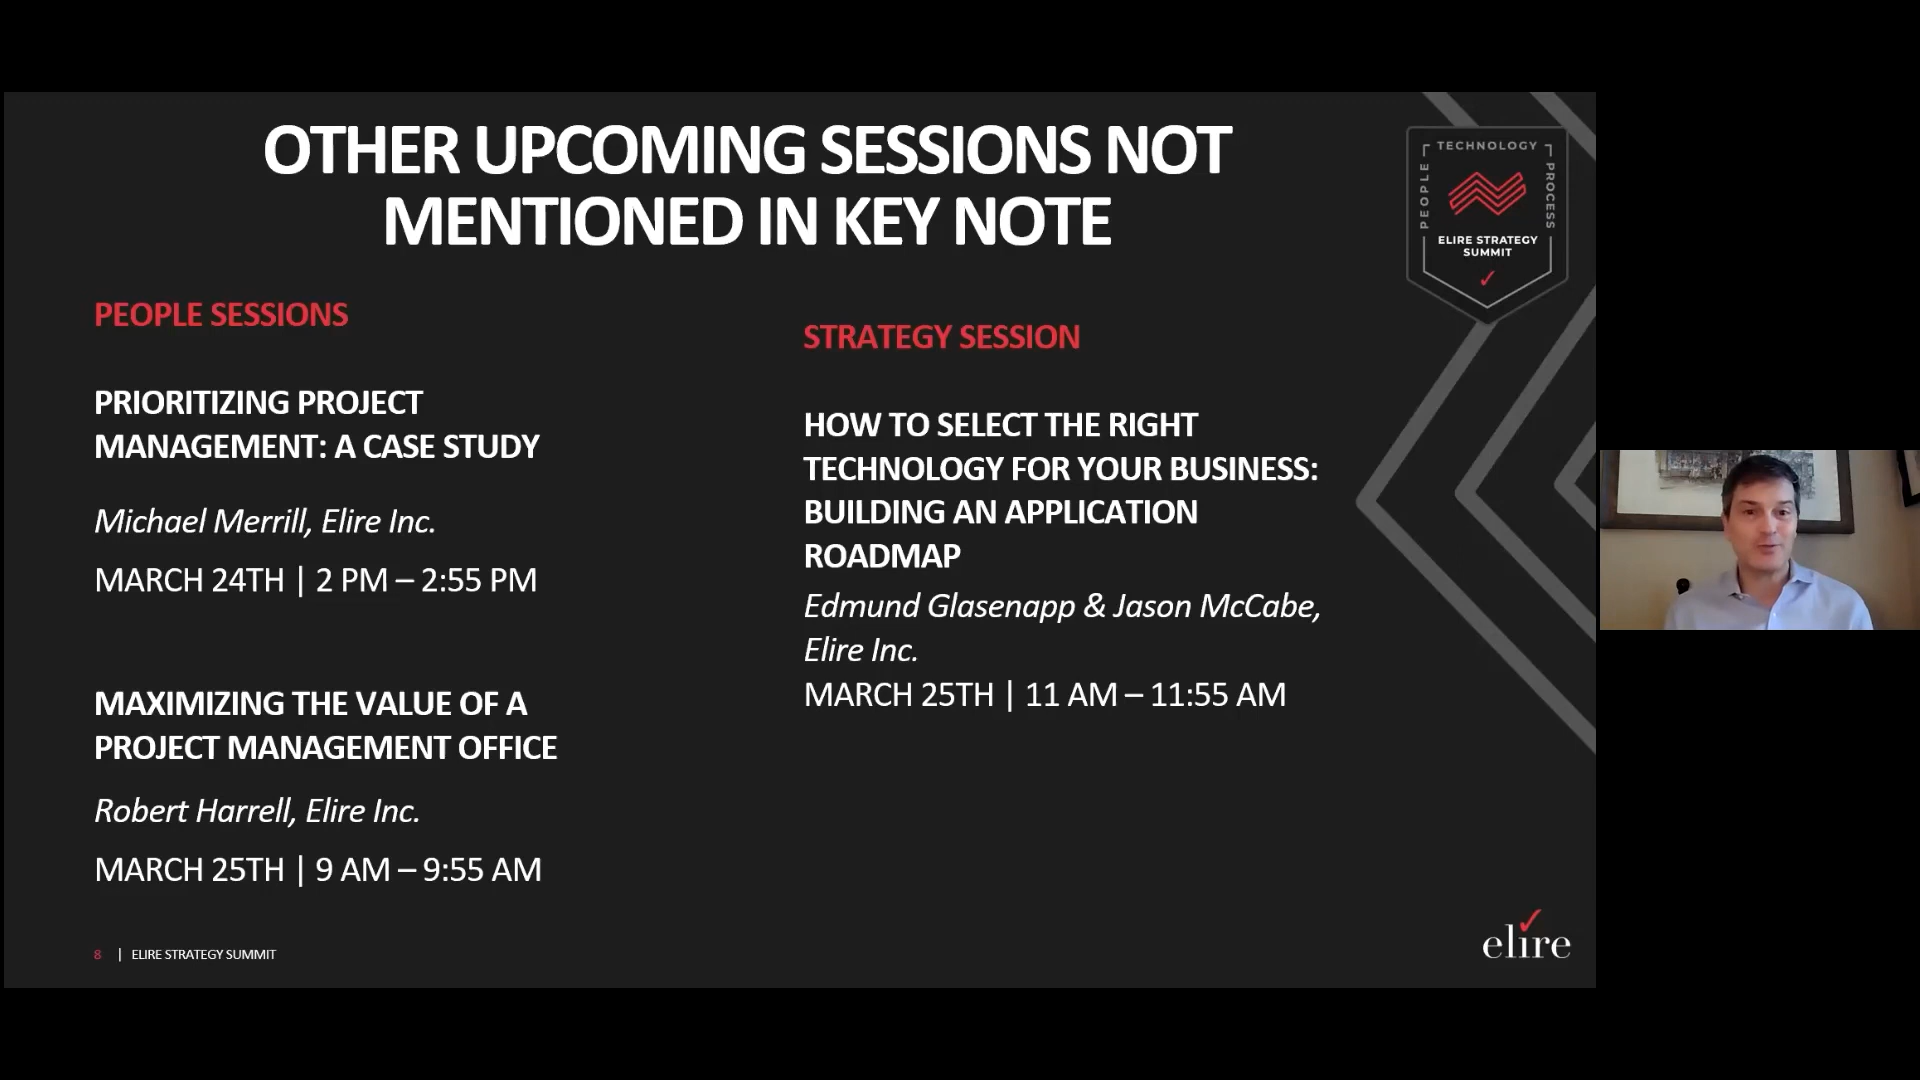 OTHER UPCOMING SESSIONS NOT
MENTIONED IN KEY NOTE
TECHNOLOGY
PEOPLE
PROCESS
ELIRE STRATEGY
SUMMIT
PEOPLE SESSIONS
PRIORITIZING PROJECT
MANAGEMENT: A CASE STUDY
Michael Merrill, Elire Inc.
MARCH 24TH | 2 PM – 2:55 PM
MAXIMIZING THE VALUE OF A
PROJECT MANAGEMENT OFFICE
Robert Harrell, Elire Inc.
MARCH 25TH | 9 AM – 9:55 AM
STRATEGY SESSION
HOW TO SELECT THE RIGHT
TECHNOLOGY FOR YOUR BUSINESS:
BUILDING AN APPLICATION
ROADMAP
Edmund Glasenapp & Jason McCabe,
Elire Inc.
MARCH 25TH | 11 AM – 11:55 AM
8 | ELIRE STRATEGY SUMMIT
elire